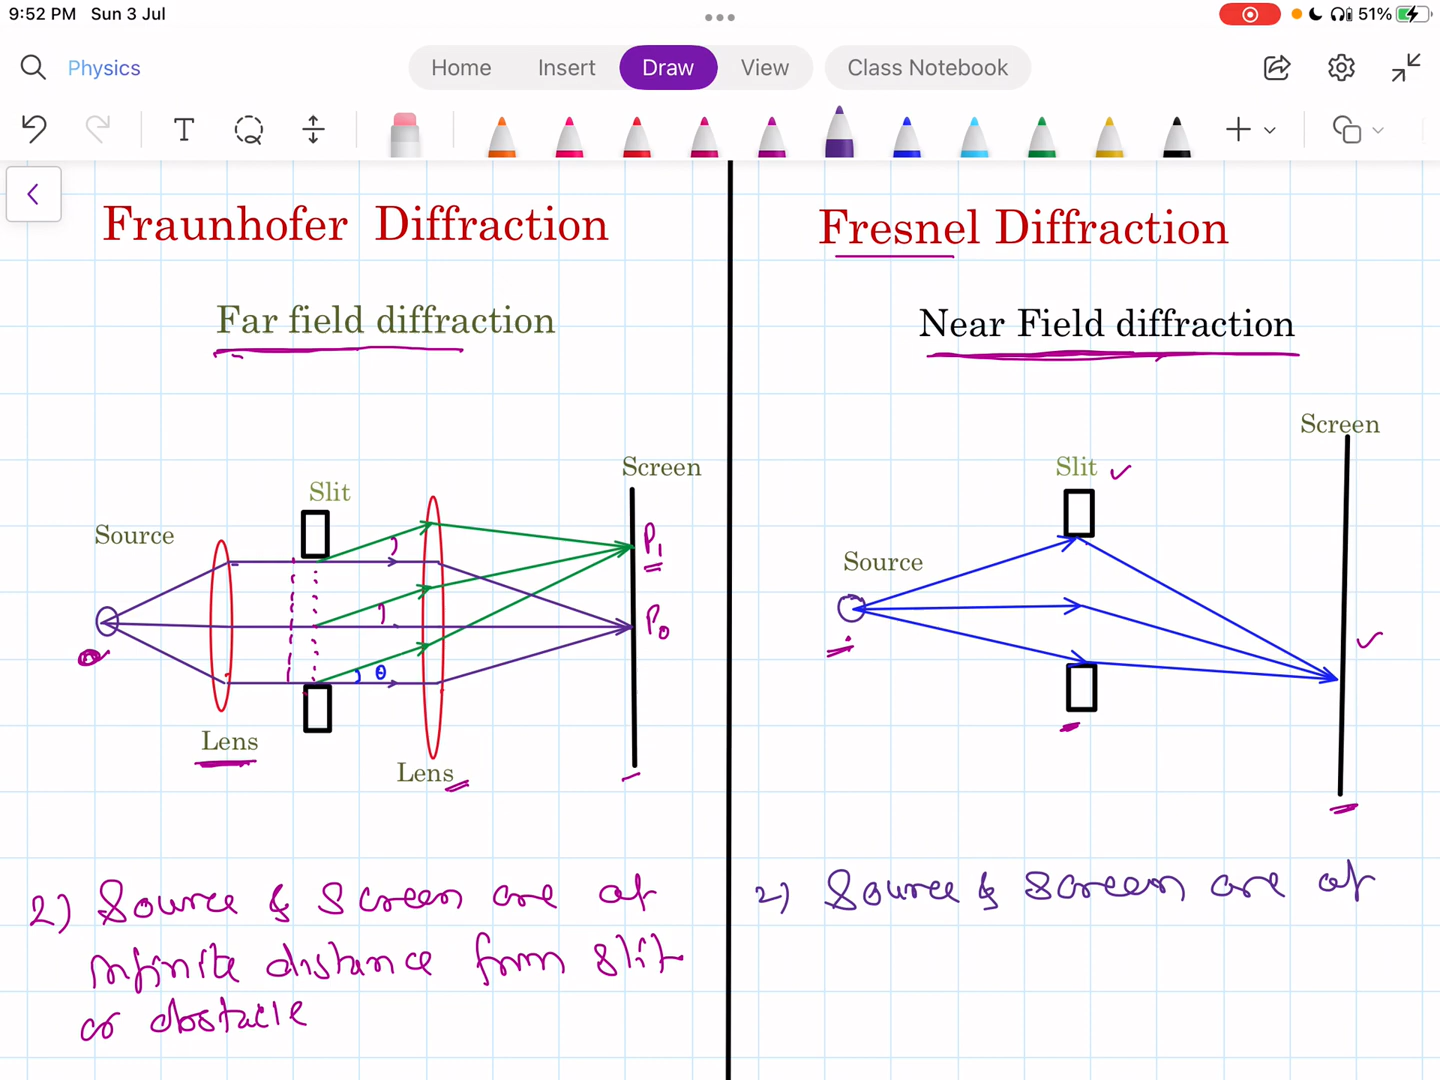 9:52 PM Sun 3 Jul
51%
Physics
Home Insert Draw View Class Notebook
Fraunhofer Diffraction
Far field diffraction
Source
Slit
Screen
P1
P0
θ
Lens
Lens
2) Source & Screen are at
infinite distance from slit
or obstacle
Fresnel Diffraction
Near Field diffraction
Screen
Slit
Source
2) Source & Screen are at